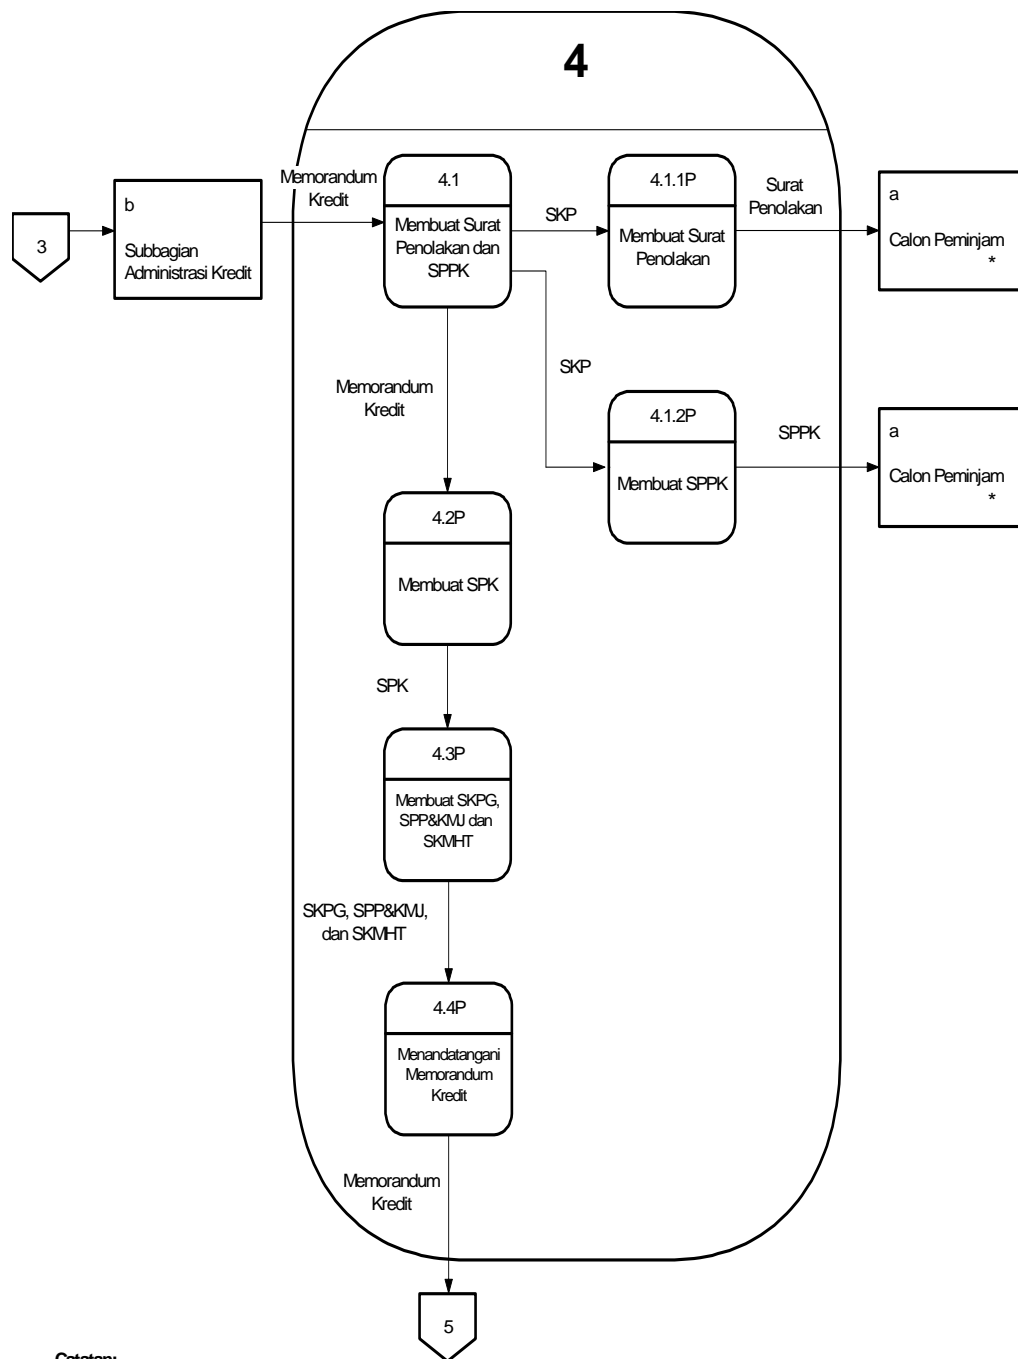 4
3
b
Subbagian
Administrasi Kredit
Memorandum
Kredit
4.1
Membuat Surat
Penolakan dan
SPPK
SKP
4.1.1P
Membuat Surat
Penolakan
Surat
Penolakan
a
Calon Peminjam
*
Memorandum
Kredit
SKP
4.1.2P
Membuat SPPK
SPPK
a
Calon Peminjam
*
4.2P
Membuat SPK
SPK
4.3P
Membuat SKPG,
SPP&KMJ dan
SKMHT
SKPG, SPP&KMJ,
dan SKMHT
4.4P
Menandatangani
Memorandum
Kredit
Memorandum
Kredit
5
Catatan: